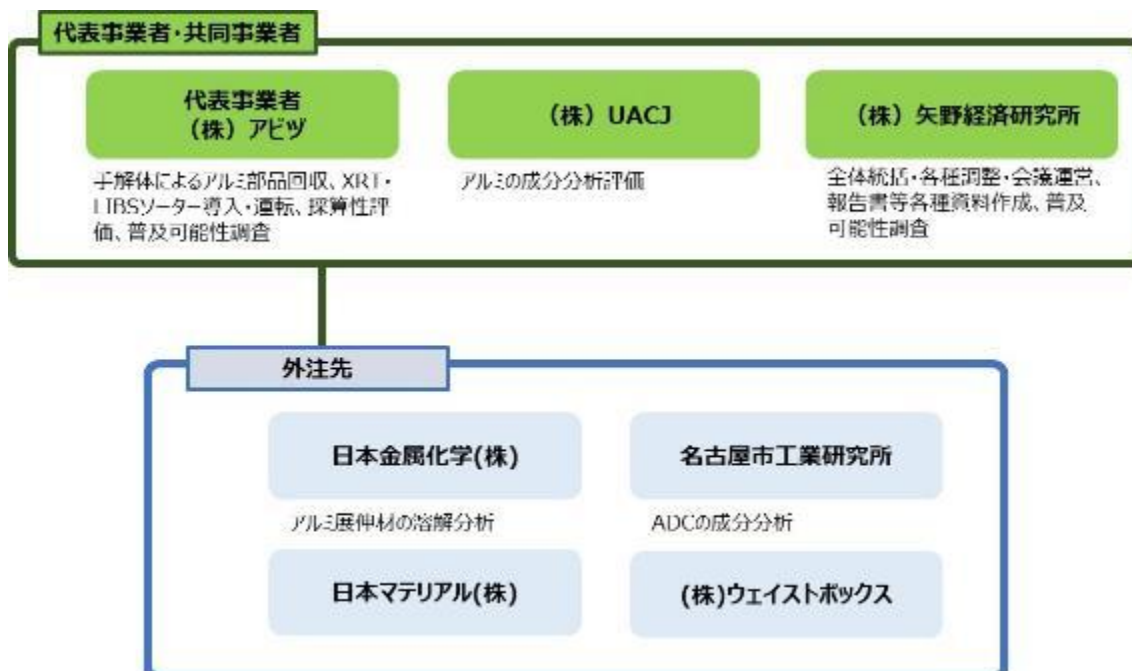 代表事業者・共同事業者
代表事業者
（株）アビヅ
（株）UACJ
（株）矢野経済研究所
手解体によるアルミ部品回収、XRT・
LIBSソーター導入・運転、採算性評
価、普及可能性調査
アルミの成分分析評価
全体統括・各種調整・会議運営、
報告書等各種資料作成、普及
可能性調査
外注先
日本金属化学(株)
名古屋市工業研究所
アルミ展伸材の溶解分析
ADCの成分分析
日本マテリアル(株)
(株)ウェイストボックス